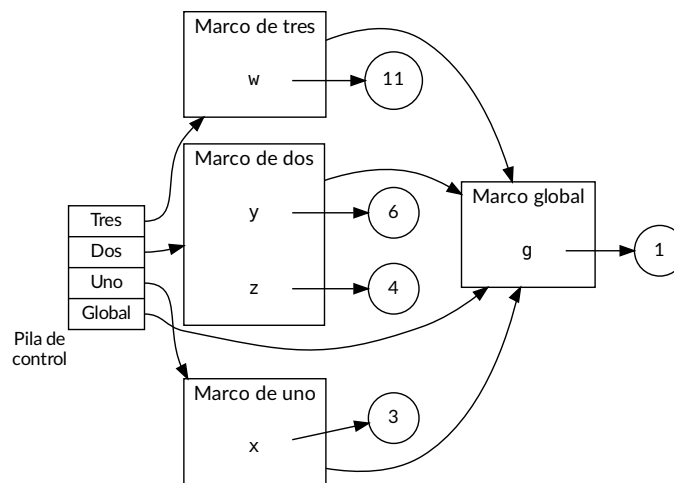 Marco de tres
w
11
Marco de dos
y
6
z
4
Marco global
g
1
Tres
Dos
Uno
Global
Pila de
control
Marco de uno
x
3